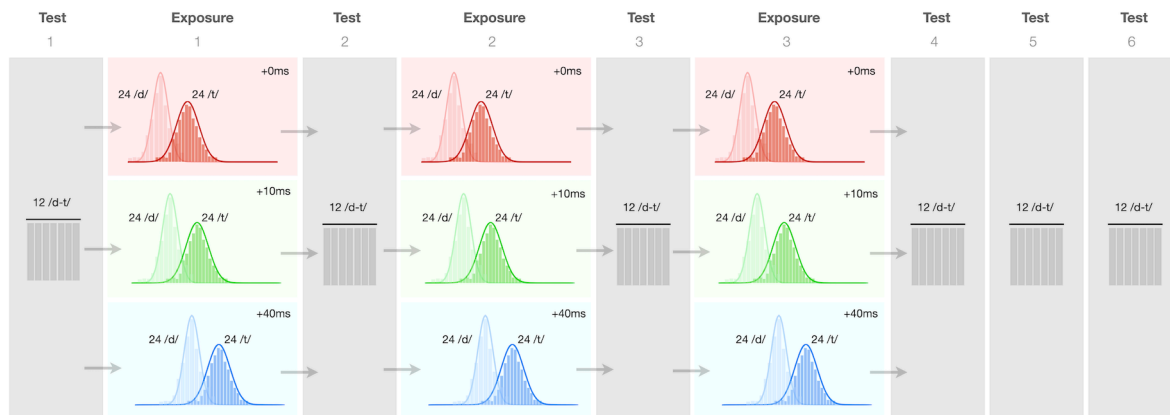 Test Exposure Test Exposure Test Exposure Test Test Test
1 1 2 2 3 3 4 5 6
+0ms +0ms +0ms
24 /d/ 24 /t/ 24 /d/ 24 /t/ 24 /d/ 24 /t/
+10ms +10ms +10ms
12 /d-t/ 24 /d/ 24 /t/ 12 /d-t/ 24 /d/ 24 /t/ 12 /d-t/ 24 /d/ 24 /t/ 12 /d-t/ 12 /d-t/ 12 /d-t/
+40ms +40ms +40ms
24 /d/ 24 /t/ 24 /d/ 24 /t/ 24 /d/ 24 /t/